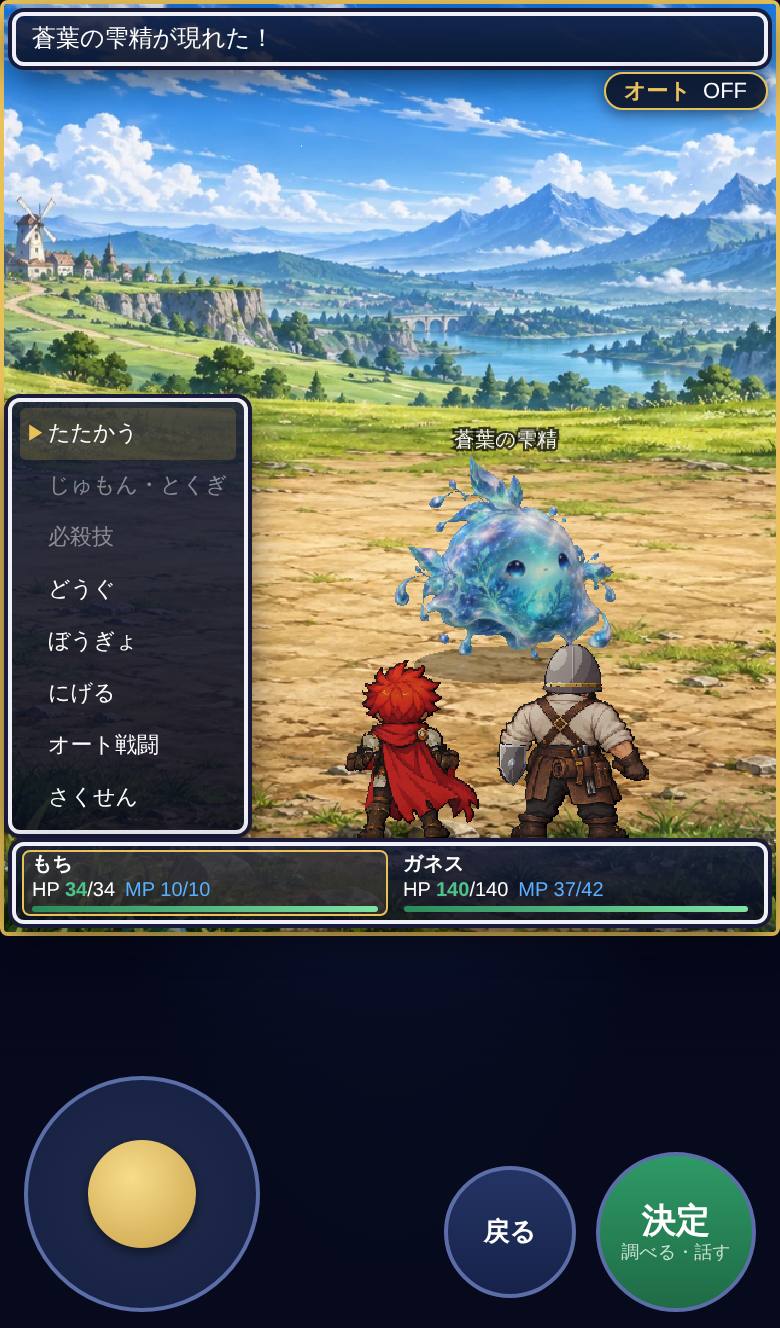 蒼葉の雫精が現れた！
オート OFF
蒼葉の雫精
▶たたかう
じゅもん・とくぎ
必殺技
どうぐ
ぼうぎょ
にげる
オート戦闘
さくせん
もち
HP 34/34 MP 10/10
ガネス
HP 140/140 MP 37/42
戻る
決定
調べる・話す